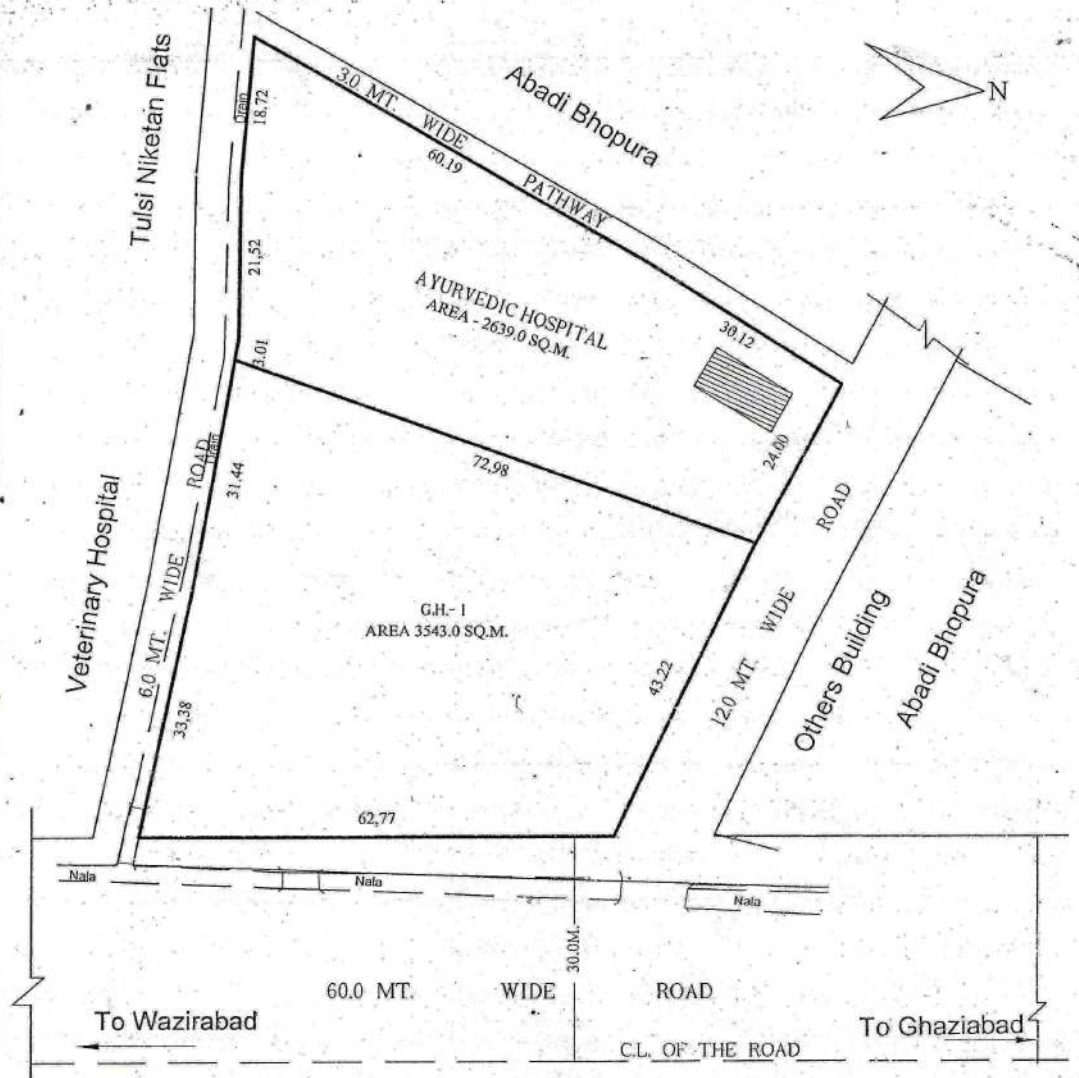 Tulsi Niketan Flats
Drain
18,72
3.0 MT. WIDE PATHWAY
60.19
Abadi Bhopura
N
21,52
AYURVEDIC HOSPITAL
AREA - 2639.0 SQ.M.
30,12
3.01
24.00
72,98
Veterinary Hospital
6.0 MT. WIDE ROAD
Drain
31.44
33,38
G.H.- 1
AREA 3543.0 SQ.M.
43.22
12.0 MT. WIDE ROAD
Others Building
Abadi Bhopura
62,77
Nala
Nala
Nala
30.0M.
60.0 MT. WIDE ROAD
To Wazirabad
To Ghaziabad
C.L. OF THE ROAD